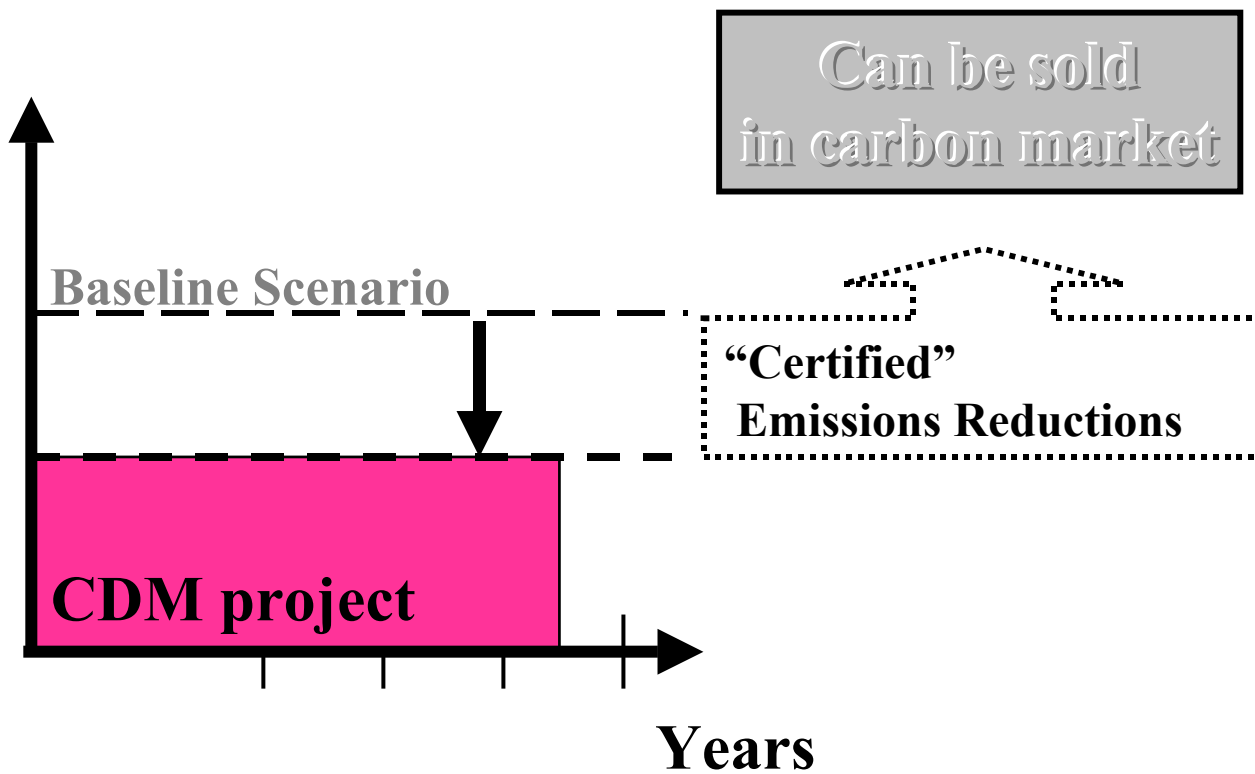 Can be sold
in carbon market
Baseline Scenario
“Certified”
Emissions Reductions
CDM project
Years